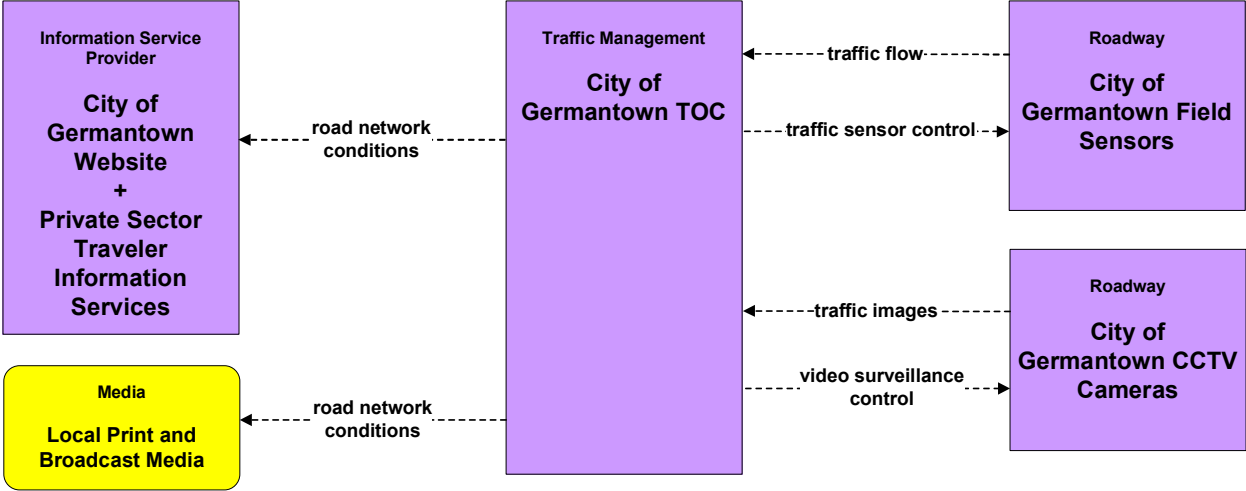 Information Service
Provider
City of
Germantown
Website
+
Private Sector
Traveler
Information
Services
Media
Local Print and
Broadcast Media
road network
conditions
road network
conditions
Traffic Management
City of
Germantown TOC
traffic flow
traffic sensor control
traffic images
video surveillance
control
Roadway
City of
Germantown Field
Sensors
Roadway
City of
Germantown CCTV
Cameras